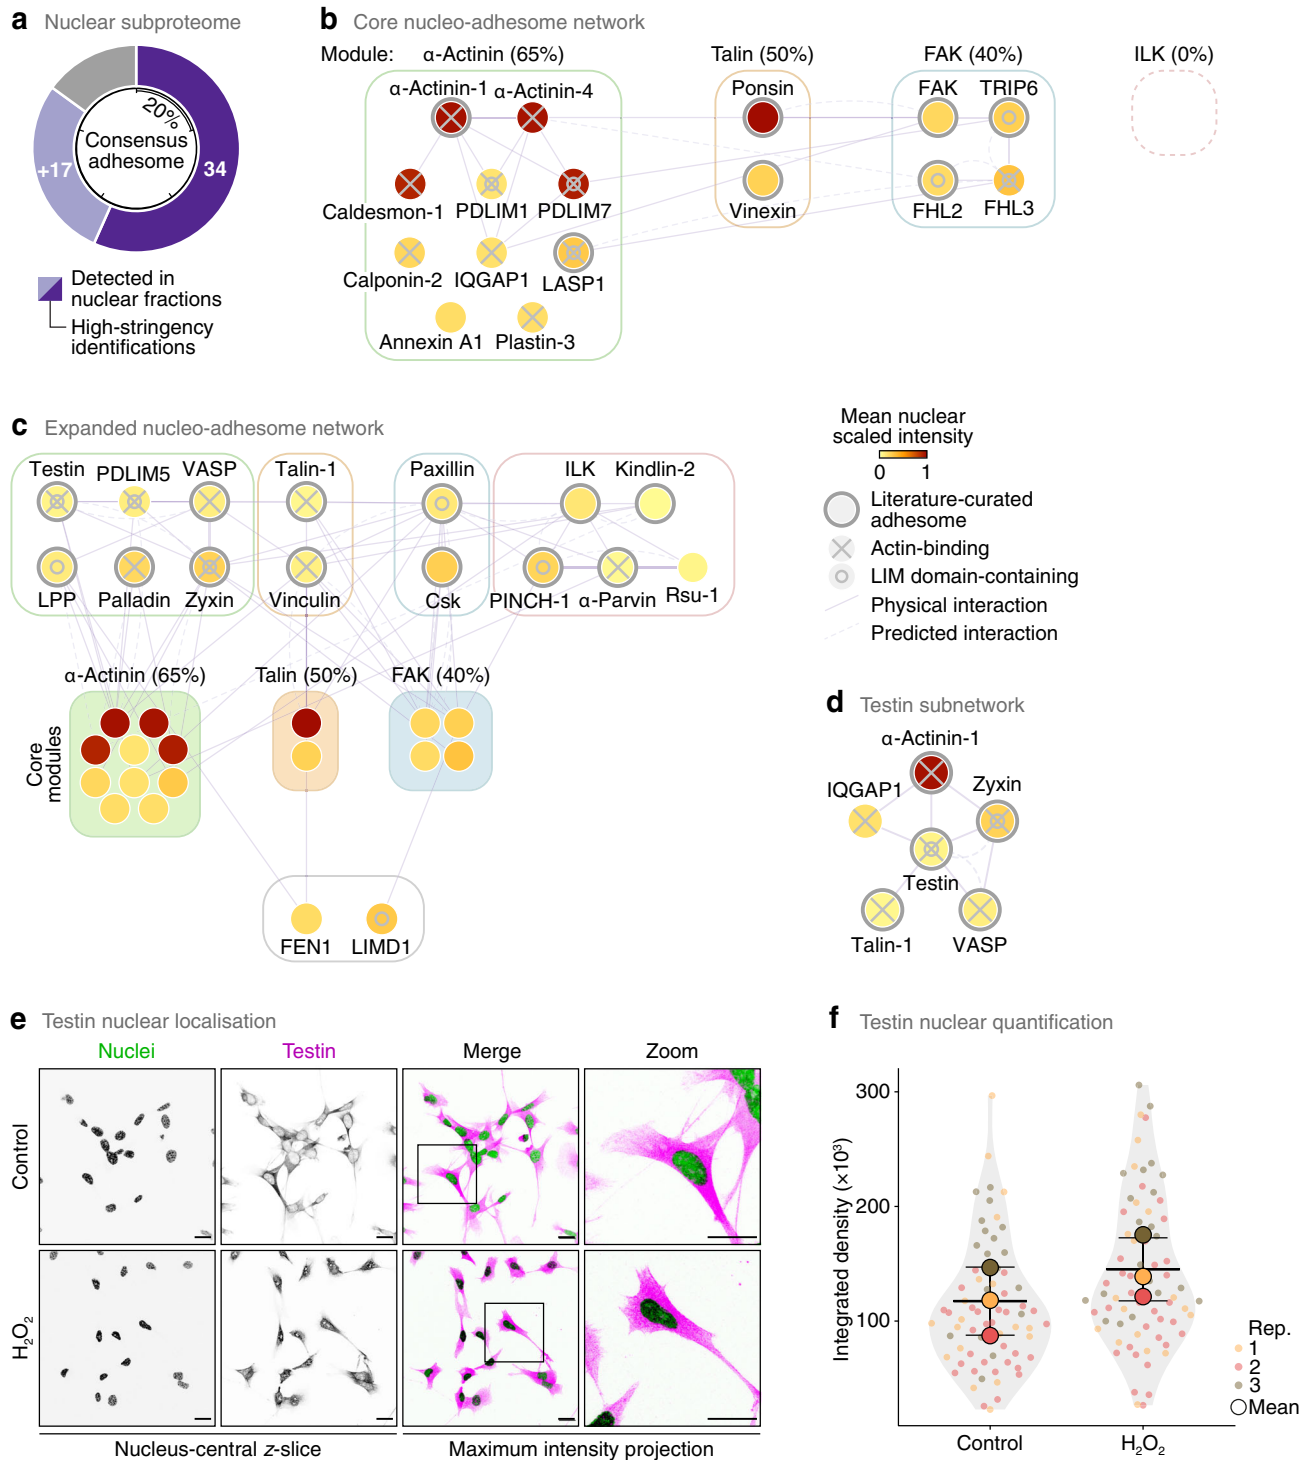 a Nuclear subproteome
20%
Consensus
adhesome
+17
34
Detected in
nuclear fractions
High-stringency
identifications
b Core nucleo-adhesome network
Module: α-Actinin (65%) Talin (50%) FAK (40%) ILK (0%)
α-Actinin-1 α-Actinin-4 Ponsin FAK TRIP6
Caldesmon-1 PDLIM1 PDLIM7 Vinexin FHL2 FHL3
Calponin-2 IQGAP1 LASP1
Annexin A1 Plastin-3
c Expanded nucleo-adhesome network
Testin PDLIM5 VASP Talin-1 Paxillin ILK Kindlin-2
LPP Palladin Zyxin Vinculin Csk PINCH-1 α-Parvin Rsu-1
α-Actinin (65%) Talin (50%) FAK (40%)
Core
modules
FEN1 LIMD1
Mean nuclear
scaled intensity
0 1
Literature-curated
adhesome
Actin-binding
LIM domain-containing
Physical interaction
Predicted interaction
d Testin subnetwork
α-Actinin-1
IQGAP1 Zyxin
Testin
Talin-1 VASP
e Testin nuclear localisation
Nuclei Testin Merge Zoom
Control
H₂O₂
Nucleus-central z-slice Maximum intensity projection
f Testin nuclear quantification
Integrated density (×10³)
300
200
100
Control H₂O₂
Rep.
1
2
3
Mean